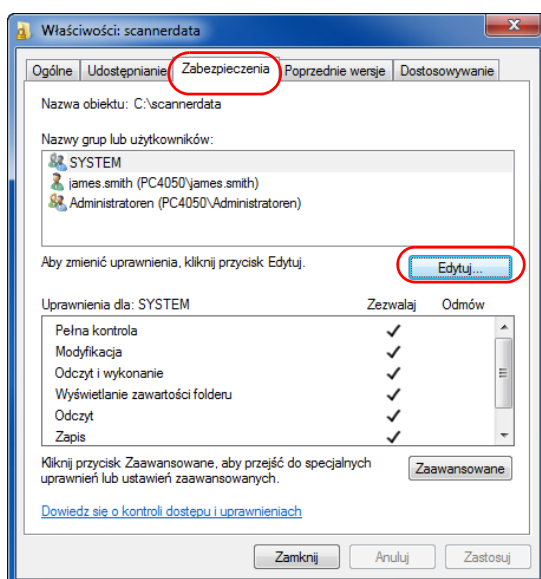 Właściwości: scannerdata
Ogólne Udostępnianie Zabezpieczenia Poprzednie wersje Dostosowywanie
Nazwa obiektu: C:\scannerdata
Nazwy grup lub użytkowników:
SYSTEM
james.smith (PC4050\james.smith)
Administratoren (PC4050\Administratoren)
Aby zmienić uprawnienia, kliknij przycisk Edytuj.
Edytuj...
Uprawnienia dla: SYSTEM Zezwalaj Odmów
Pełna kontrola
Modyfikacja
Odczyt i wykonanie
Wyświetlanie zawartości folderu
Odczyt
Zapis
Kliknij przycisk Zaawansowane, aby przejść do specjalnych
uprawnień lub ustawień zaawansowanych.
Zaawansowane
Dowiedz się o kontroli dostępu i uprawnieniach
Zamknij Anuluj Zastosuj